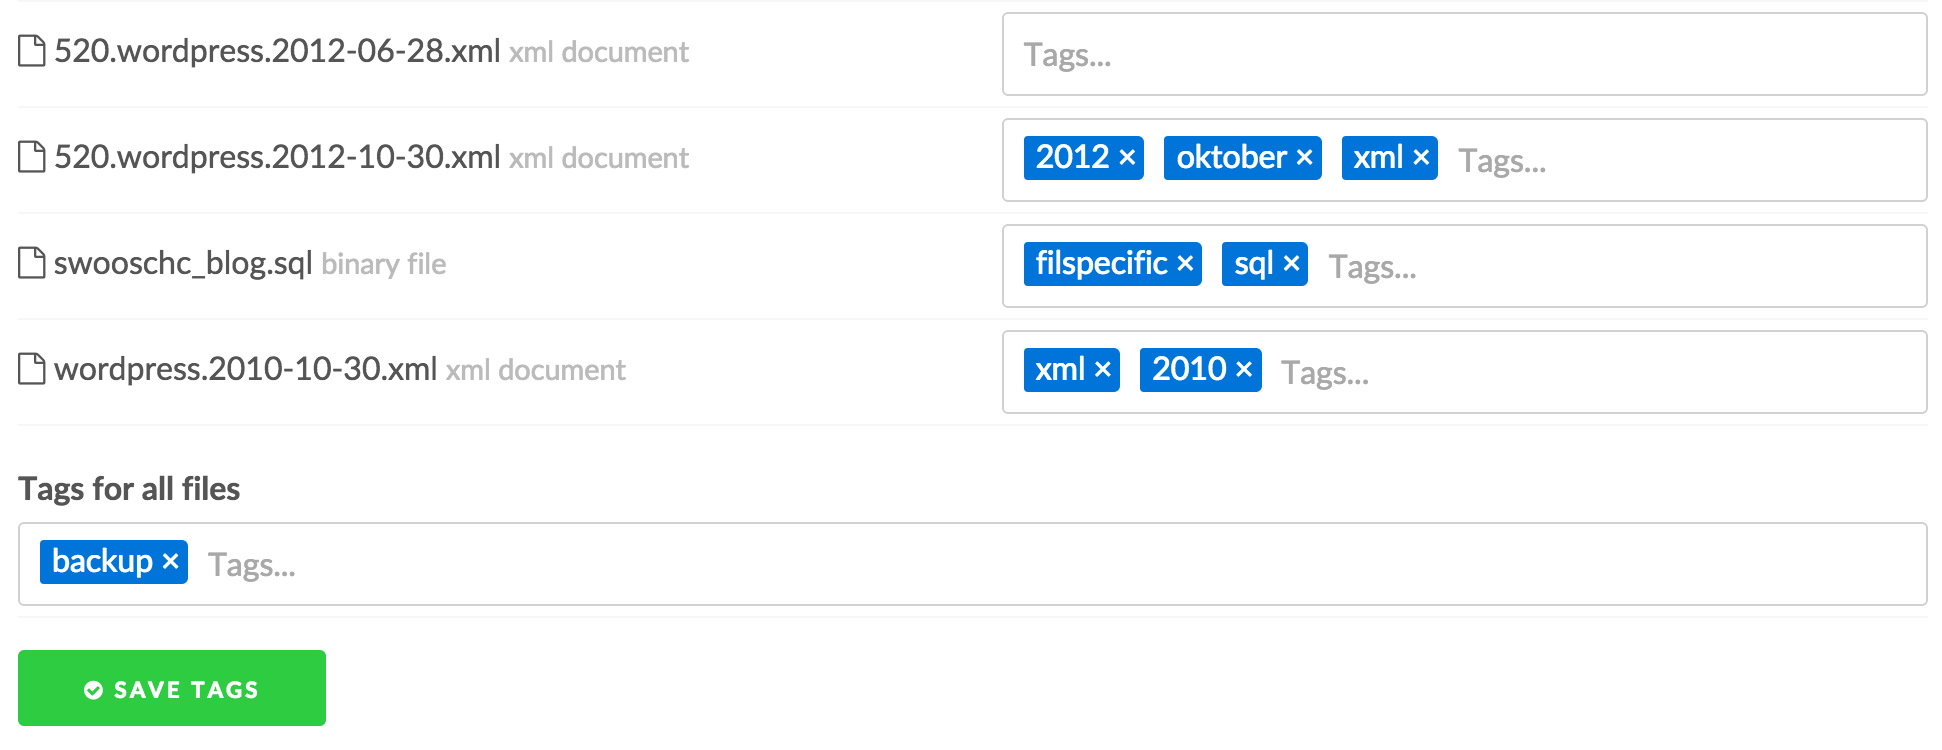 520.wordpress.2012-06-28.xml xml document Tags...
520.wordpress.2012-10-30.xml xml document 2012 × oktober × xml × Tags...
swooschc_blog.sql binary file filspecific × sql × Tags...
wordpress.2010-10-30.xml xml document xml × 2010 × Tags...
Tags for all files
backup × Tags...
SAVE TAGS